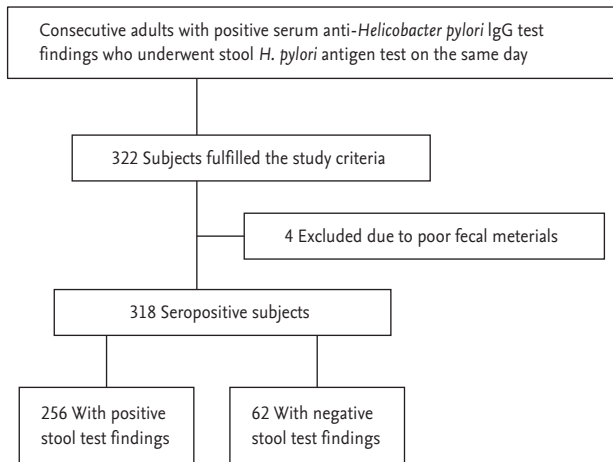 Consecutive adults with positive serum anti-Helicobacter pylori IgG test
findings who underwent stool H. pylori antigen test on the same day
322 Subjects fulfilled the study criteria
4 Excluded due to poor fecal meterials
318 Seropositive subjects
256 With positive
stool test findings
62 With negative
stool test findings